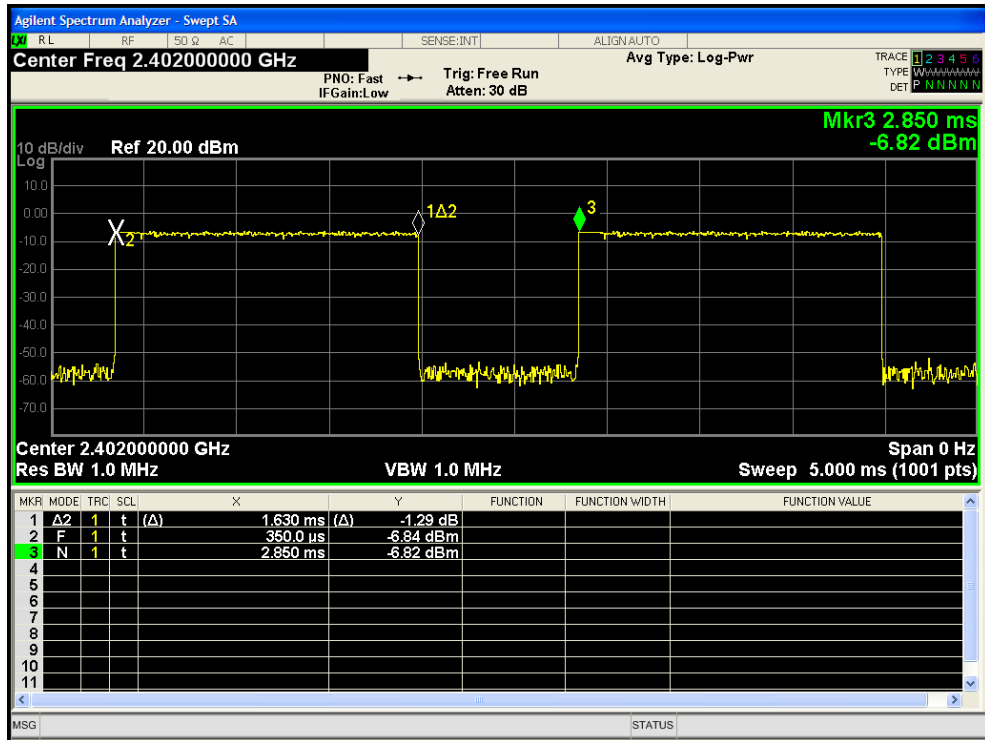 Agilent Spectrum Analyzer - Swept SA
LXI RL RF 50 Ω AC SENSE:INT ALIGNAUTO
Center Freq 2.402000000 GHz
PNO: Fast
IFGain:Low
Trig: Free Run
Atten: 30 dB
Avg Type: Log-Pwr
TRACE 1 2 3 4 5 6
TYPE WWWWWW
DET P N N N N N
Mkr3 2.850 ms
-6.82 dBm
10 dB/div Ref 20.00 dBm
Log
10.0
0.00
-10.0
-20.0
-30.0
-40.0
-50.0
-60.0
-70.0
X2
1Δ2
3
Center 2.402000000 GHz Span 0 Hz
Res BW 1.0 MHz VBW 1.0 MHz Sweep 5.000 ms (1001 pts)
MKR MODE TRC SCL X Y FUNCTION FUNCTION WIDTH FUNCTION VALUE
1 Δ2 1 t (Δ) 1.630 ms (Δ) -1.29 dB
2 F 1 t 350.0 µs -6.84 dBm
3 N 1 t 2.850 ms -6.82 dBm
4
5
6
7
8
9
10
11
MSG STATUS